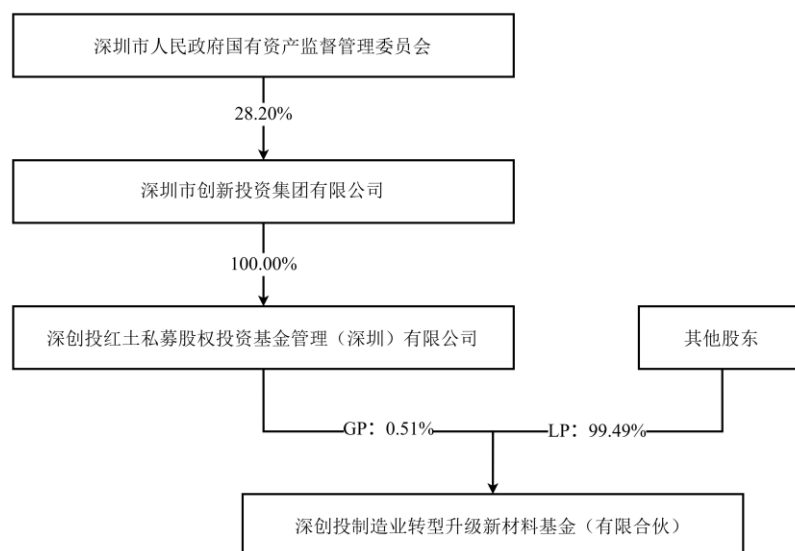 深圳市人民政府国有资产监督管理委员会
28.20%
深圳市创新投资集团有限公司
100.00%
深创投红土私募股权投资基金管理（深圳）有限公司
其他股东
GP：0.51%
LP：99.49%
深创投制造业转型升级新材料基金（有限合伙）